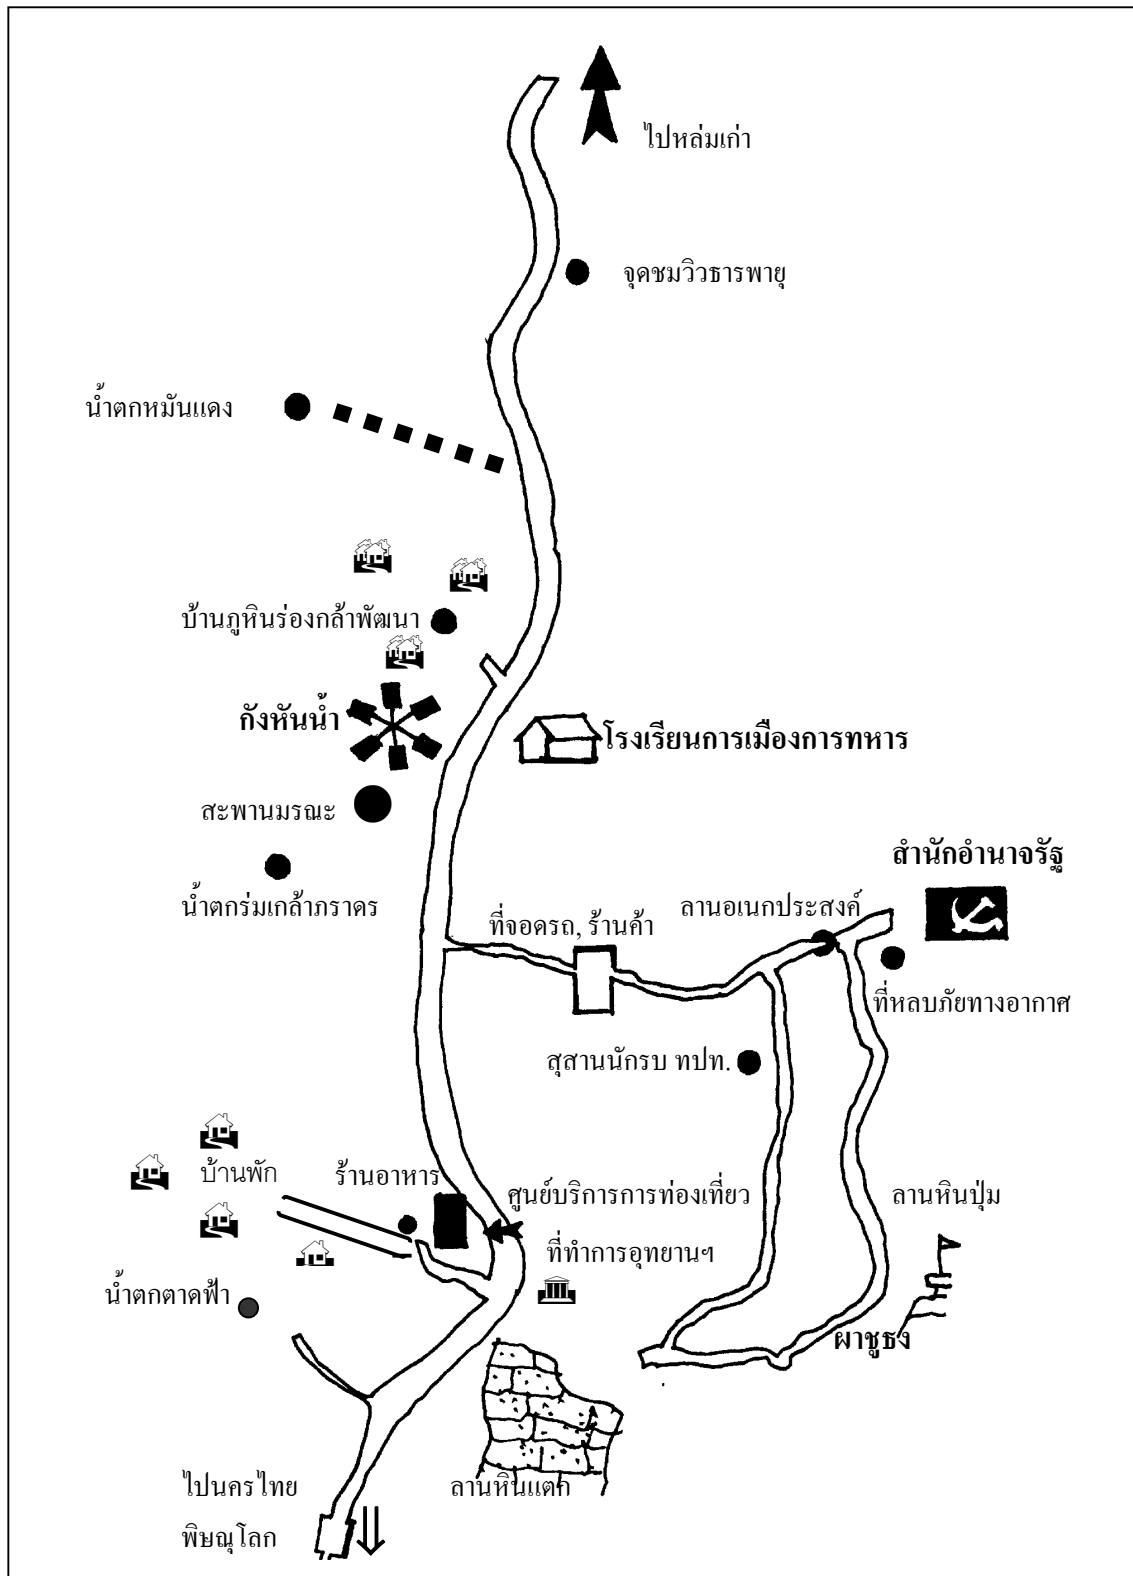 ไปหล่มเก่า
จุดชมวิวธารพายุ
น้ำตกหมันแดง
บ้านภูหินร่องกล้าพัฒนา
กังหันน้ำ
โรงเรียนการเมืองการทหาร
สะพานมรณะ
สำนักอำนาจรัฐ
น้ำตกร่มเกล้าภราดร
ลานอเนกประสงค์
ที่จอดรถ, ร้านค้า
ที่หลบภัยทางอากาศ
สุสานนักรบ ทปท.
บ้านพัก
ร้านอาหาร
ศูนย์บริการการท่องเที่ยว
ลานหินปุ่ม
ที่ทำการอุทยานฯ
น้ำตกตาดฟ้า
ผาชูธง
ลานหินแตก
ไปนครไทย
พิษณุโลก